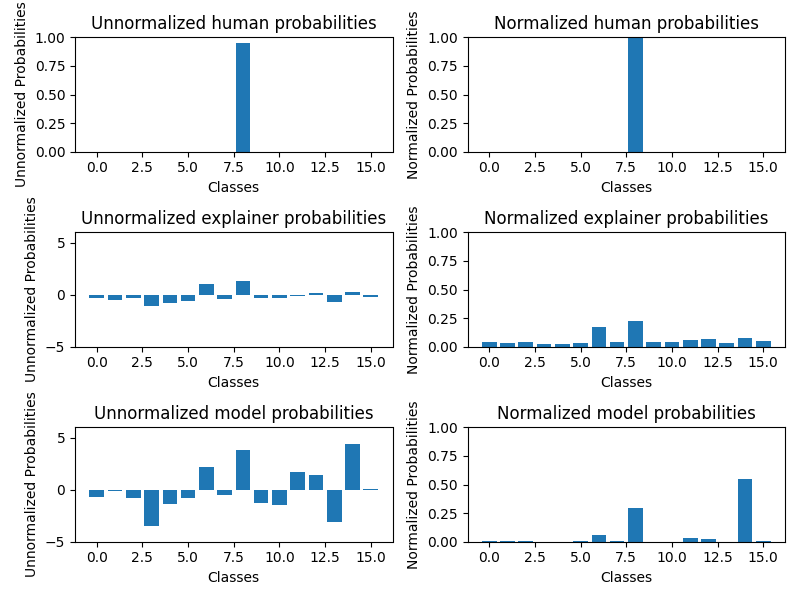 Unnormalized human probabilities
Unnormalized Probabilities
1.00
0.75
0.50
0.25
0.00
0.0 2.5 5.0 7.5 10.0 12.5 15.0
Classes
Normalized human probabilities
Normalized Probabilities
1.00
0.75
0.50
0.25
0.00
0.0 2.5 5.0 7.5 10.0 12.5 15.0
Classes
Unnormalized explainer probabilities
Unnormalized Probabilities
5
0
−5
0.0 2.5 5.0 7.5 10.0 12.5 15.0
Classes
Normalized explainer probabilities
Normalized Probabilities
1.00
0.75
0.50
0.25
0.00
0.0 2.5 5.0 7.5 10.0 12.5 15.0
Classes
Unnormalized model probabilities
Unnormalized Probabilities
5
0
−5
0.0 2.5 5.0 7.5 10.0 12.5 15.0
Classes
Normalized model probabilities
Normalized Probabilities
1.00
0.75
0.50
0.25
0.00
0.0 2.5 5.0 7.5 10.0 12.5 15.0
Classes